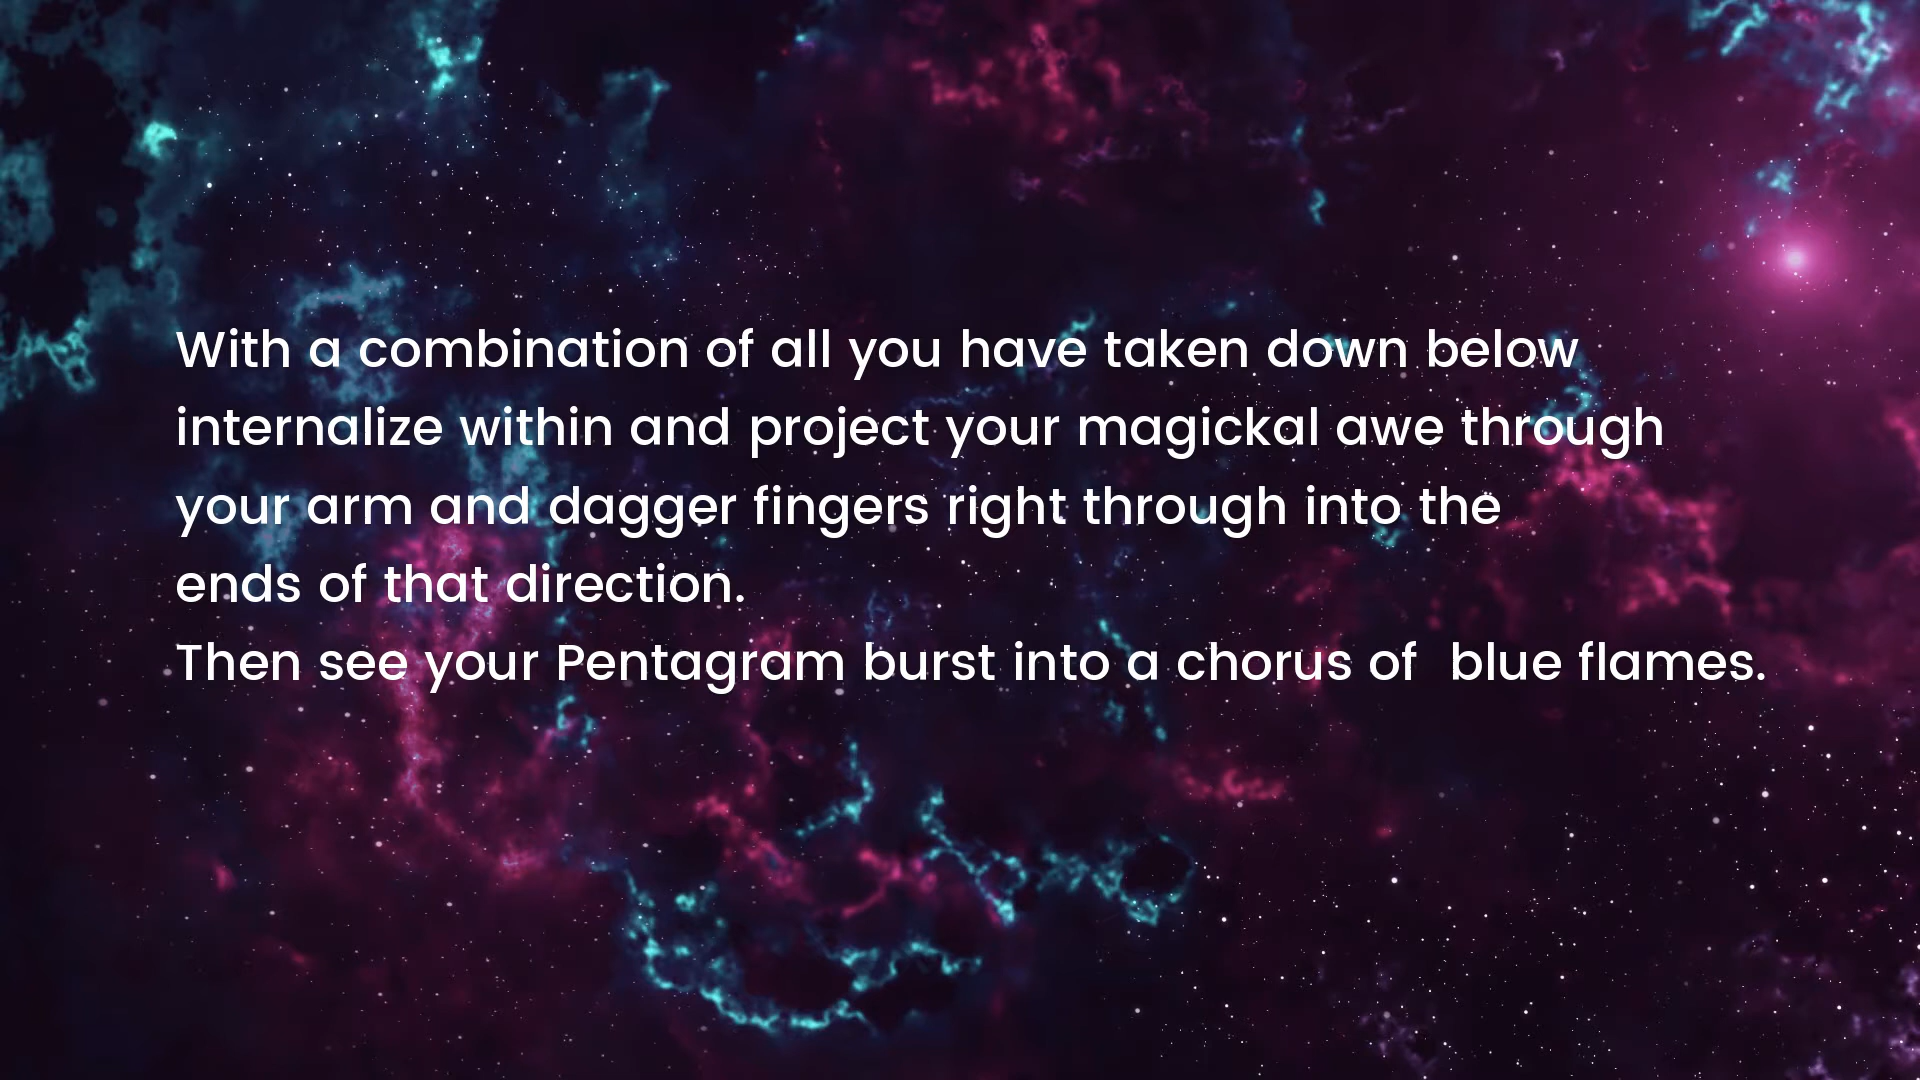 With a combination of all you have taken down below
internalize within and project your magickal awe through
your arm and dagger fingers right through into the
ends of that direction.
Then see your Pentagram burst into a chorus of  blue flames.